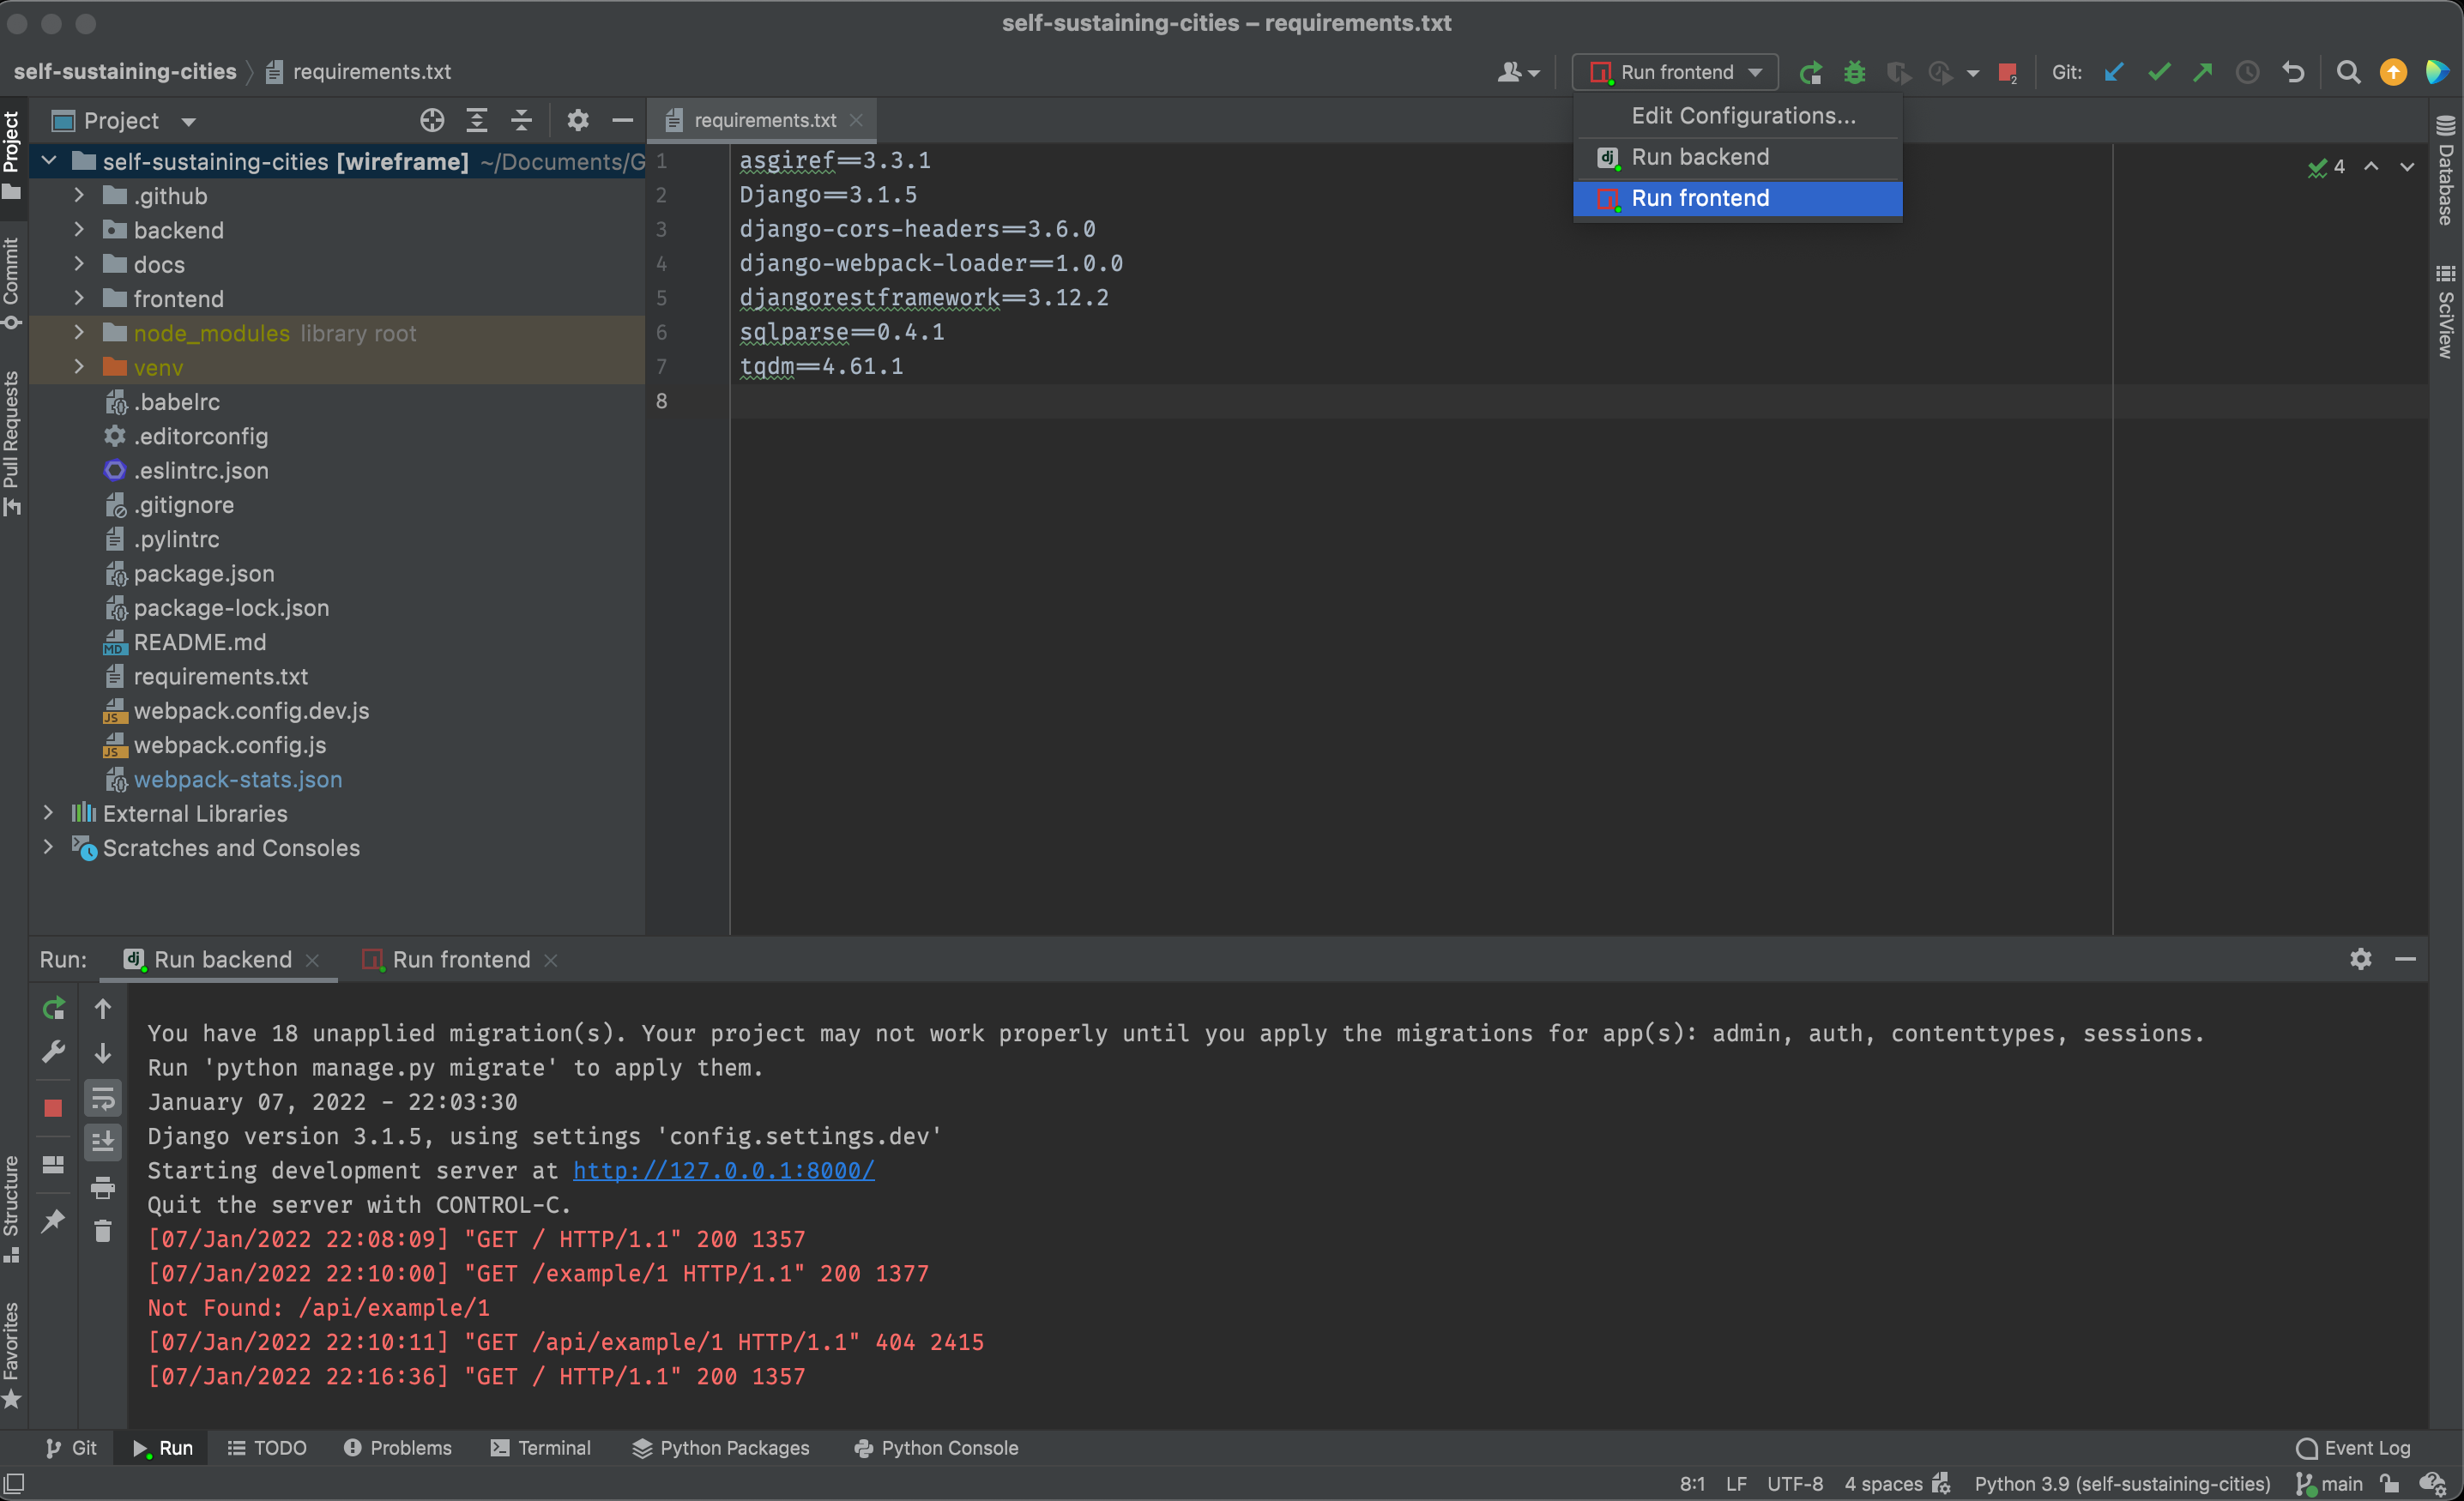 self-sustaining-cities – requirements.txt
self-sustaining-cities
requirements.txt
Run frontend
2
Git:
Project
requirements.txt
Edit Configurations...
Run backend
Run frontend
Project
Commit
Pull Requests
Structure
Favorites
Database
SciView
4
self-sustaining-cities [wireframe] ~/Documents/G
.github
backend
docs
frontend
node_modules library root
venv
.babelrc
.editorconfig
.eslintrc.json
.gitignore
.pylintrc
package.json
package-lock.json
README.md
requirements.txt
webpack.config.dev.js
webpack.config.js
webpack-stats.json
External Libraries
Scratches and Consoles
1 asgiref==3.3.1
2 Django==3.1.5
3 django-cors-headers==3.6.0
4 django-webpack-loader==1.0.0
5 djangorestframework==3.12.2
6 sqlparse==0.4.1
7 tqdm==4.61.1
8
Run: Run backend Run frontend
You have 18 unapplied migration(s). Your project may not work properly until you apply the migrations for app(s): admin, auth, contenttypes, sessions.
Run 'python manage.py migrate' to apply them.
January 07, 2022 - 22:03:30
Django version 3.1.5, using settings 'config.settings.dev'
Starting development server at http://127.0.0.1:8000/
Quit the server with CONTROL-C.
[07/Jan/2022 22:08:09] "GET / HTTP/1.1" 200 1357
[07/Jan/2022 22:10:00] "GET /example/1 HTTP/1.1" 200 1377
Not Found: /api/example/1
[07/Jan/2022 22:10:11] "GET /api/example/1 HTTP/1.1" 404 2415
[07/Jan/2022 22:16:36] "GET / HTTP/1.1" 200 1357
Git Run TODO Problems Terminal Python Packages Python Console Event Log
8:1 LF UTF-8 4 spaces Python 3.9 (self-sustaining-cities) main